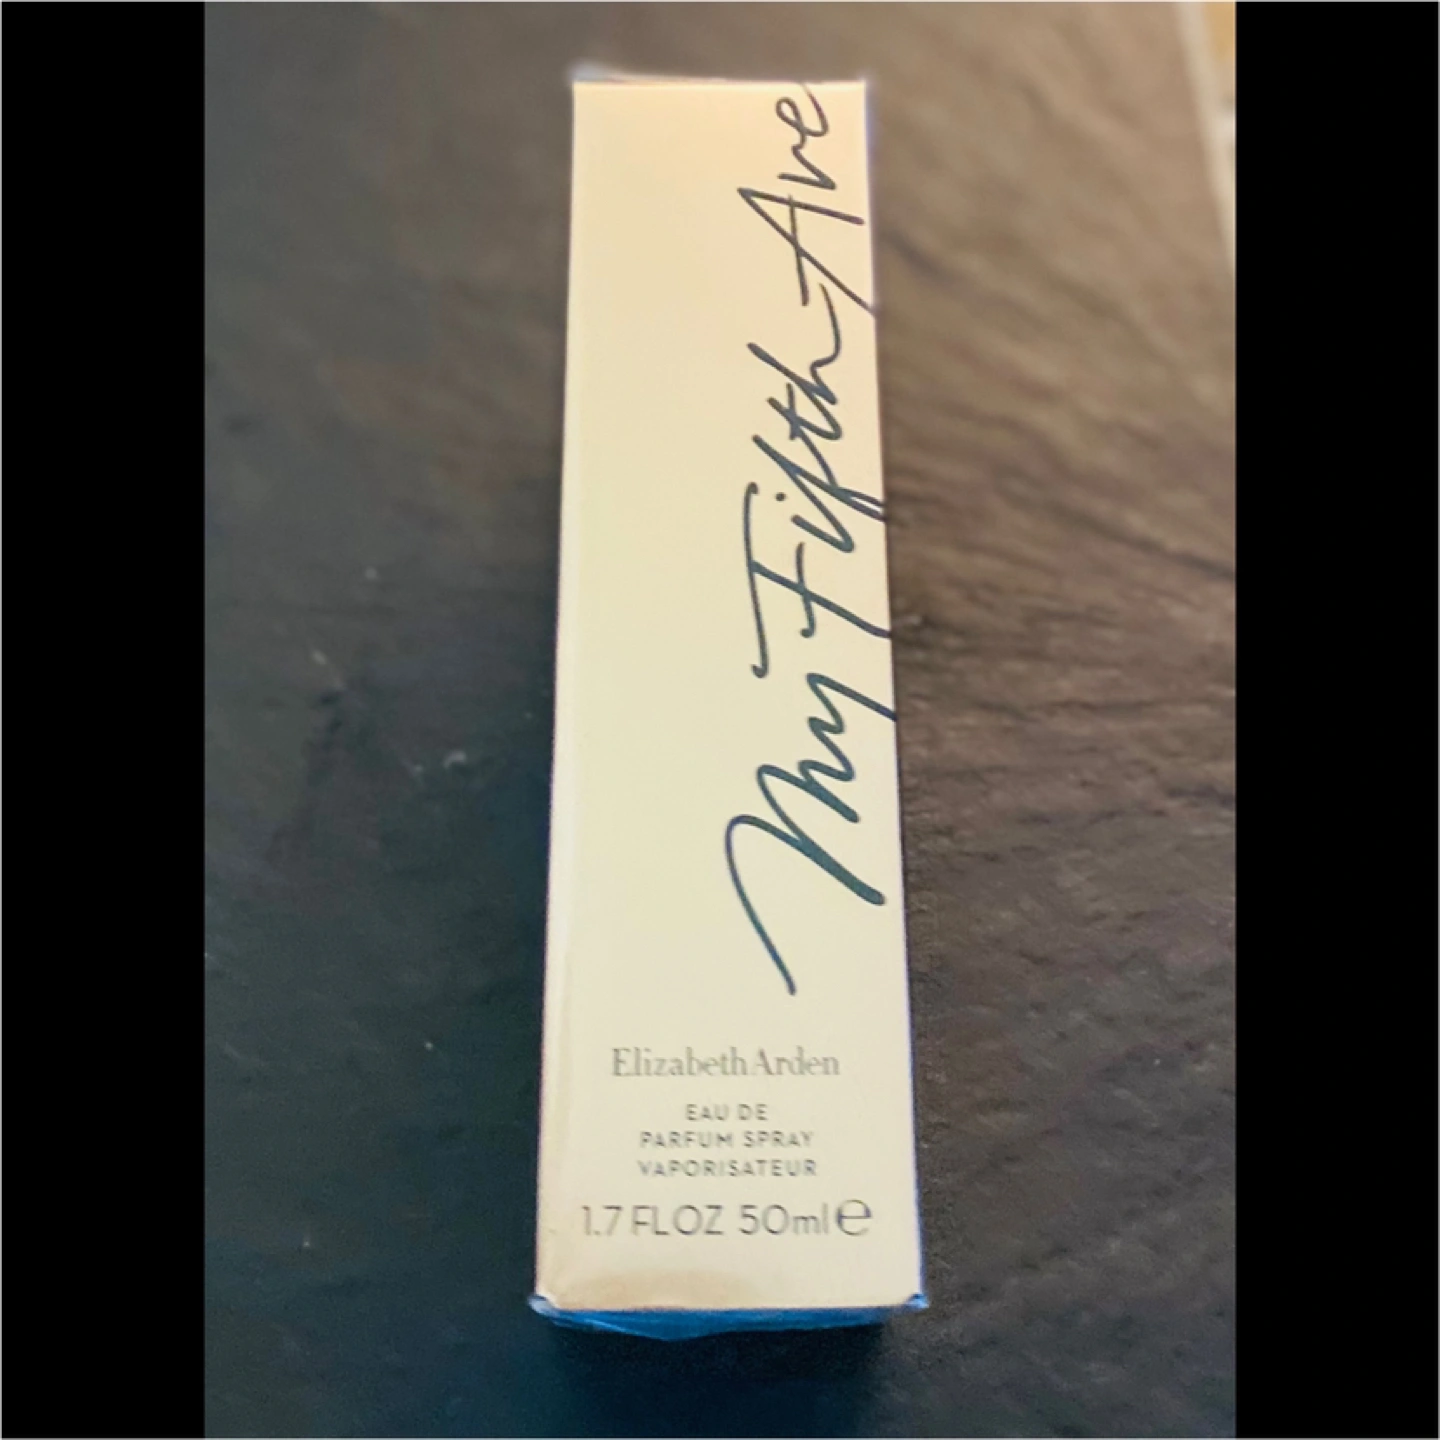 My Fifth Ave
Elizabeth Arden
EAU DE
PARFUM SPRAY
VAPORISATEUR
1.7 FL OZ 50ml e